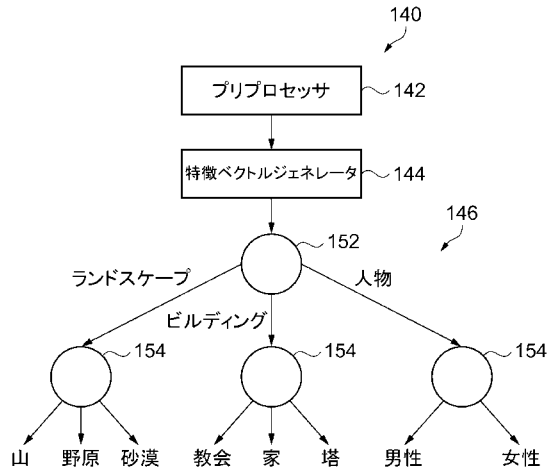 140
プリプロセッサ
142
特徴ベクトルジェネレータ
144
146
152
ランドスケープ
人物
ビルディング
154
154
154
山
野原
砂漠
教会
家
塔
男性
女性